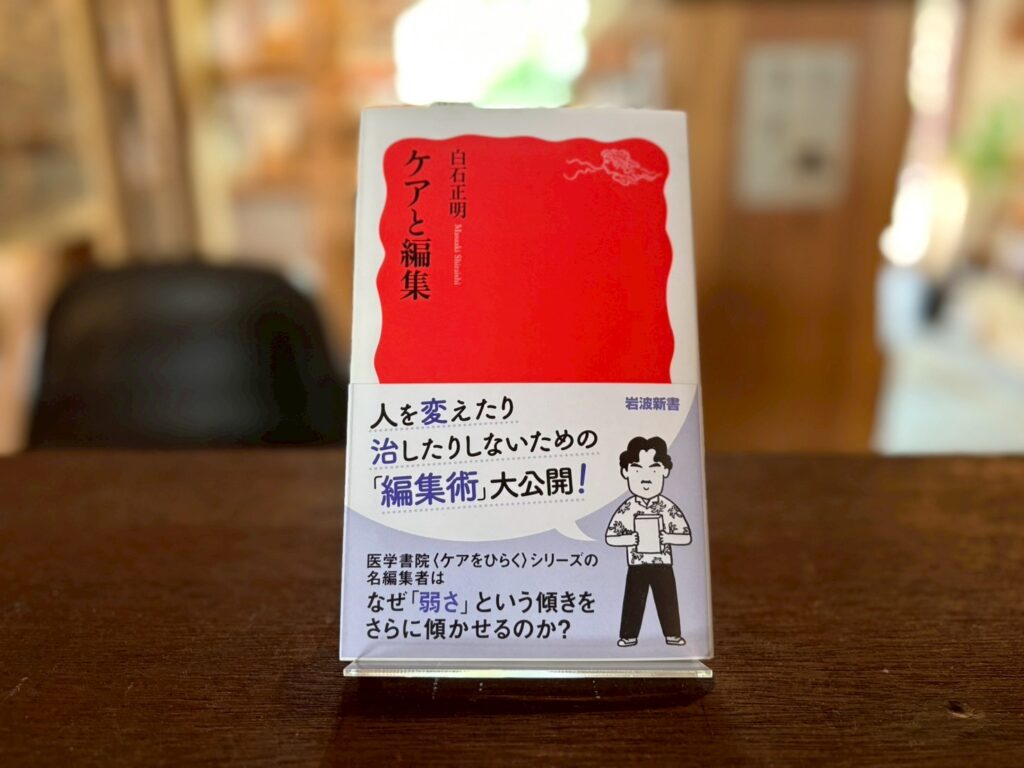 ケアと編集
白石正明
Masaaki Shiraishi
人を変えたり
治したりしないための
「編集術」大公開！
岩波新書
医学書院〈ケアをひらく〉シリーズの
名編集者は
なぜ「弱さ」という傾きを
さらに傾かせるのか？